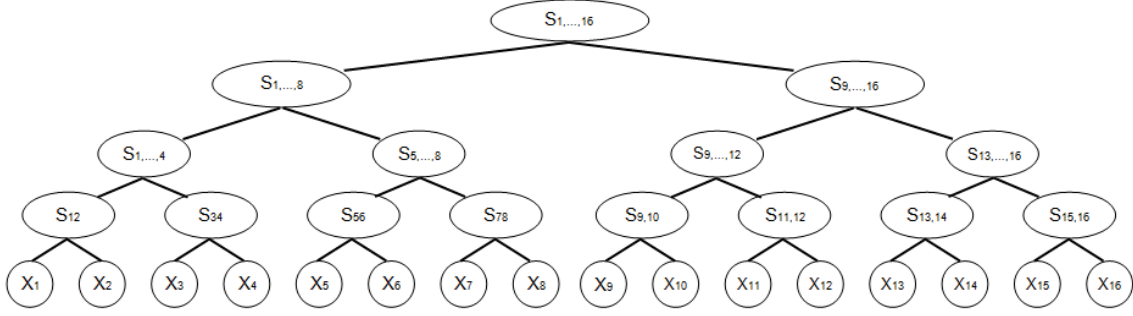 S1,...,16
S1,...,8 S9,...,16
S1,...,4 S5,...,8 S9,...,12 S13,...,16
S12 S34 S56 S78 S9,10 S11,12 S13,14 S15,16
X1 X2 X3 X4 X5 X6 X7 X8 X9 X10 X11 X12 X13 X14 X15 X16